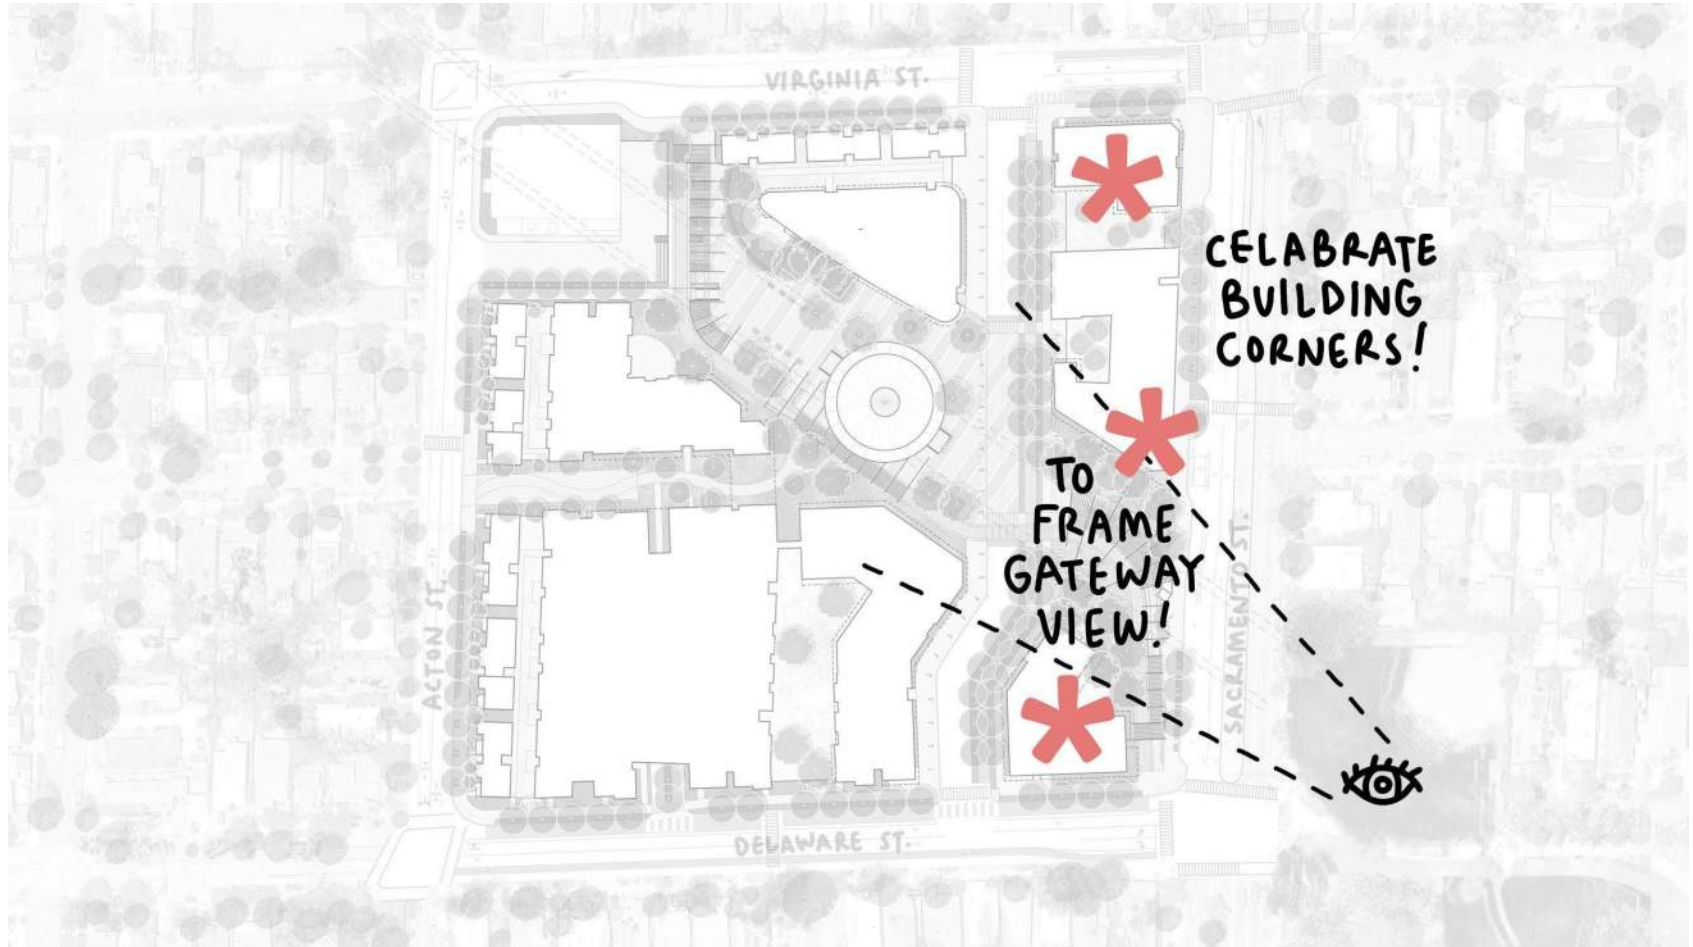 VIRGINIA ST.
CELABRATE
BUILDING
CORNERS!
TO
FRAME
GATEWAY
VIEW!
ACTON ST.
SACRAMENTO ST.
DELAWARE ST.